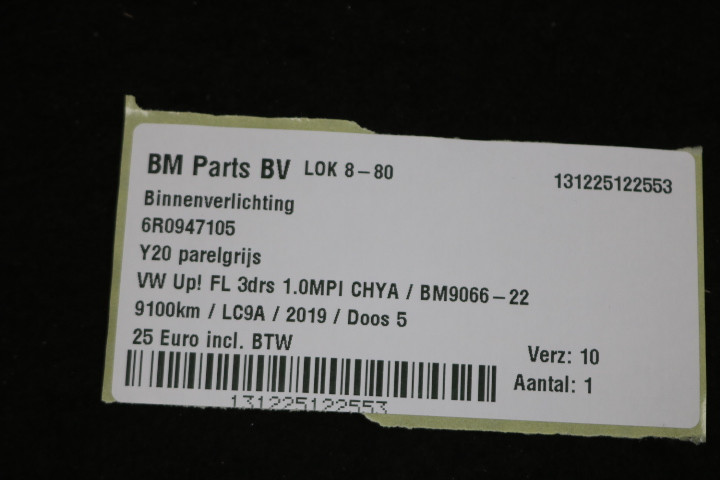 BM Parts BV LOK 8-80 131225122553
Binnenverlichting
6R0947105
Y20 parelgrijs
VW Up! FL 3drs 1.0MPI CHYA / BM9066-22
9100km / LC9A / 2019 / Doos 5
25 Euro incl. BTW
Verz: 10
Aantal: 1
131225122553